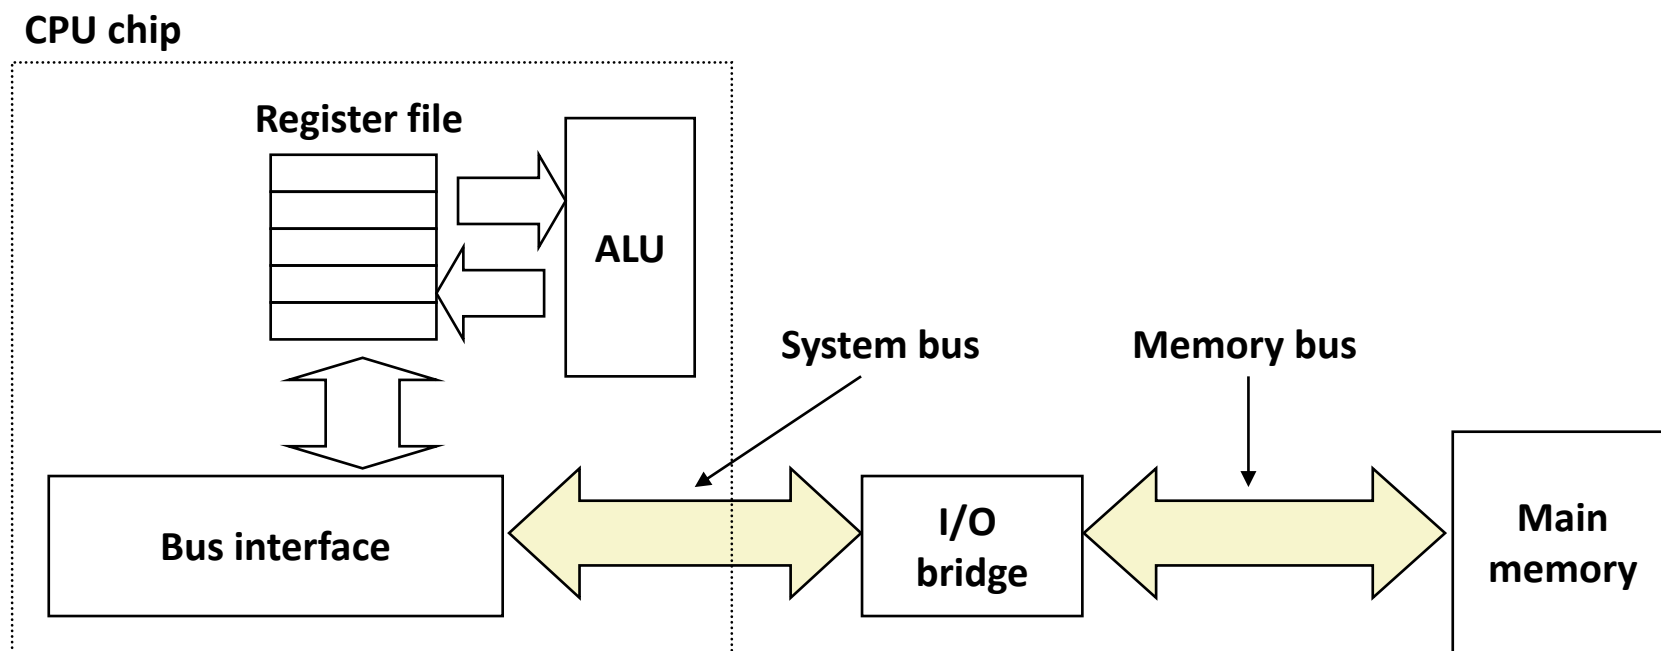 CPU chip
Register file
ALU
System bus
Memory bus
Bus interface
I/O
bridge
Main
memory